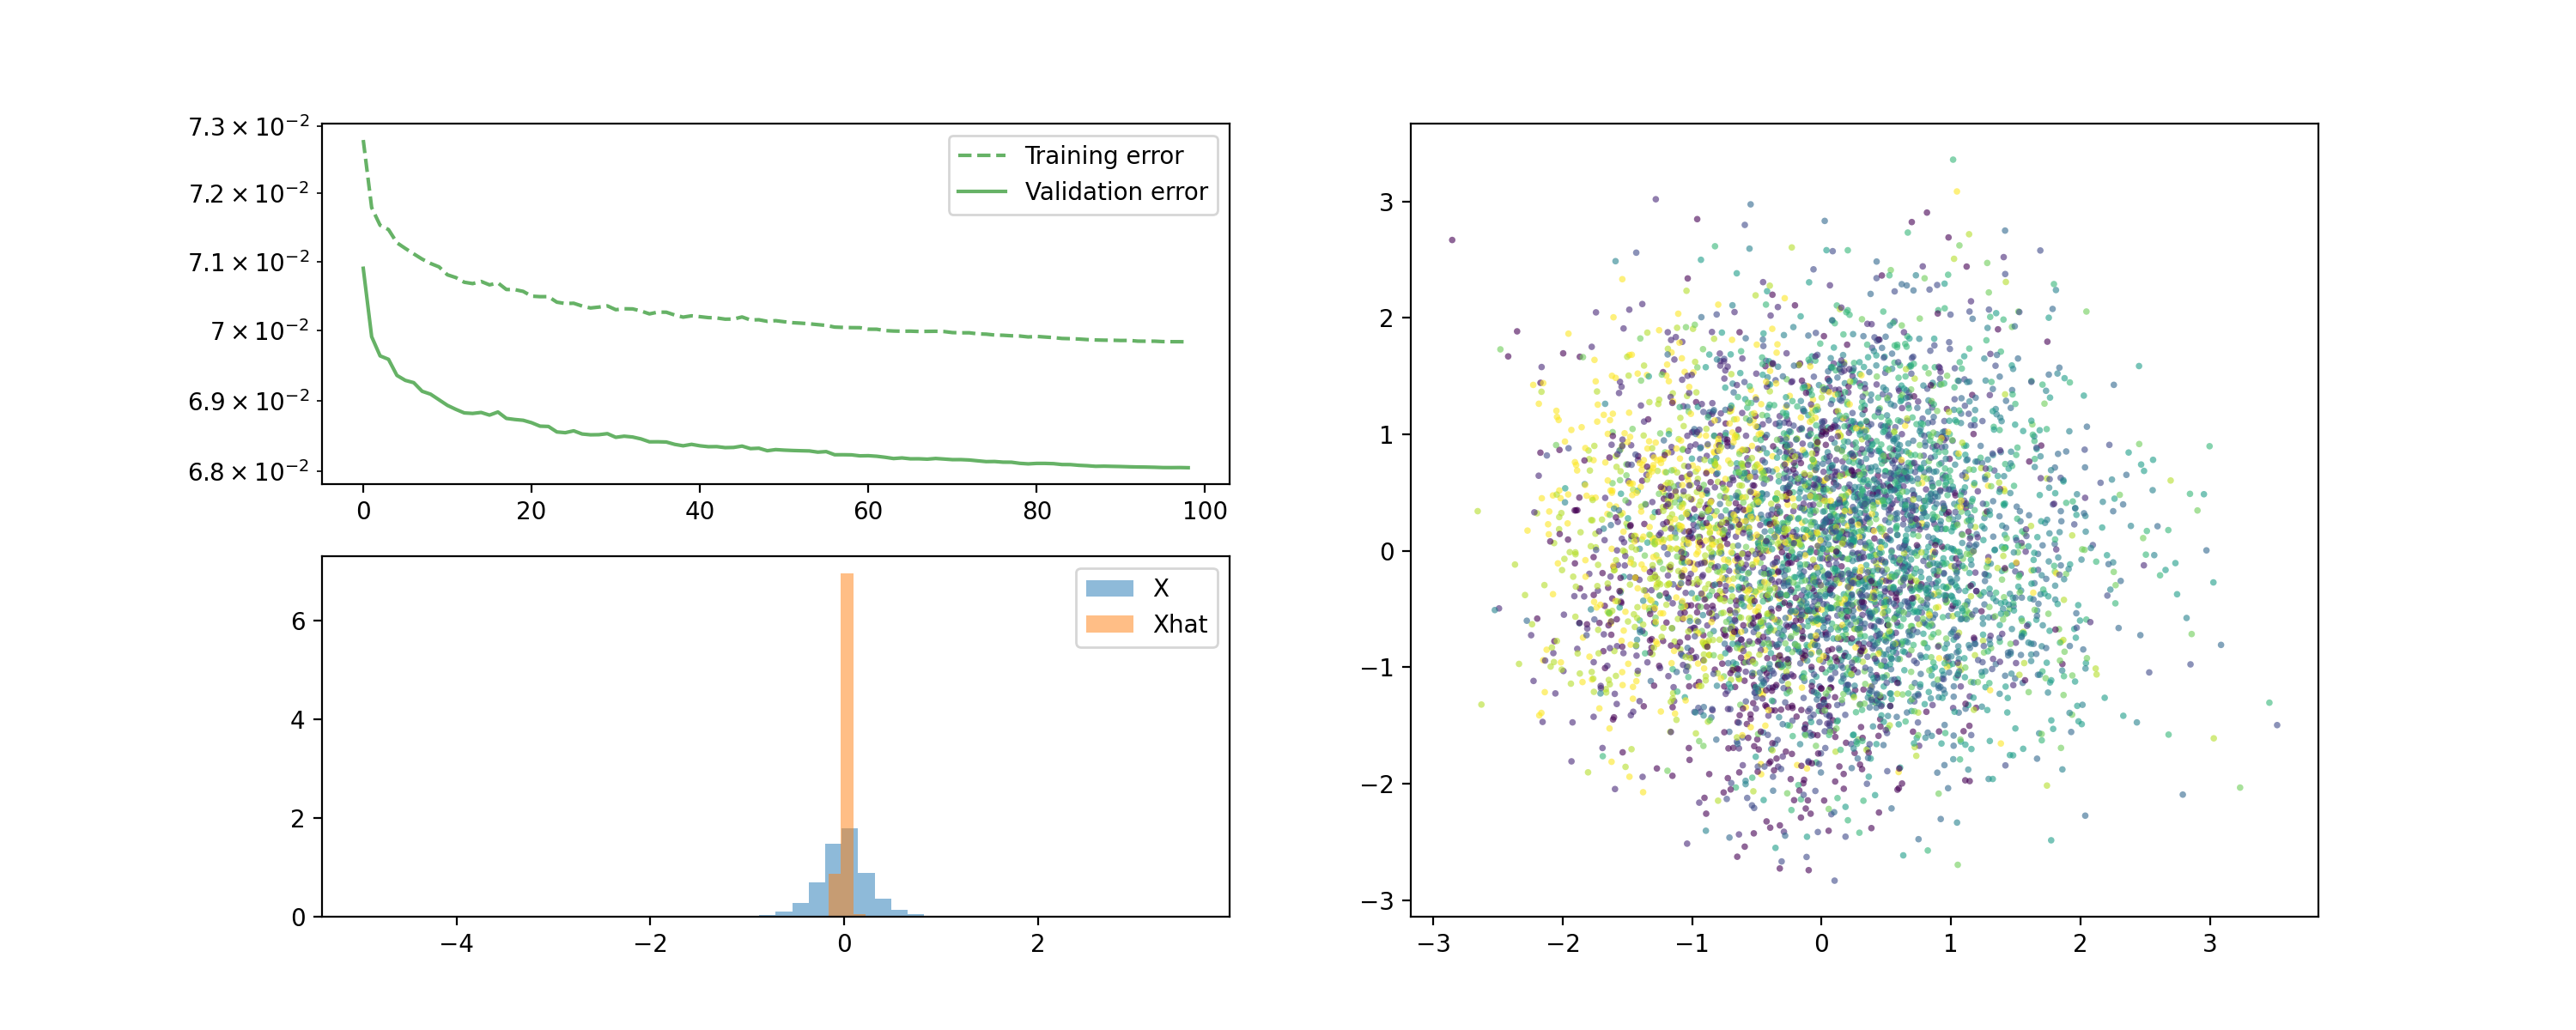 7.3 × 10⁻²
7.2 × 10⁻²
7.1 × 10⁻²
7 × 10⁻²
6.9 × 10⁻²
6.8 × 10⁻²
Training error
Validation error
0 20 40 60 80 100
6
4
2
0
X
Xhat
−4 −2 0 2
3
2
1
0
−1
−2
−3
−3 −2 −1 0 1 2 3